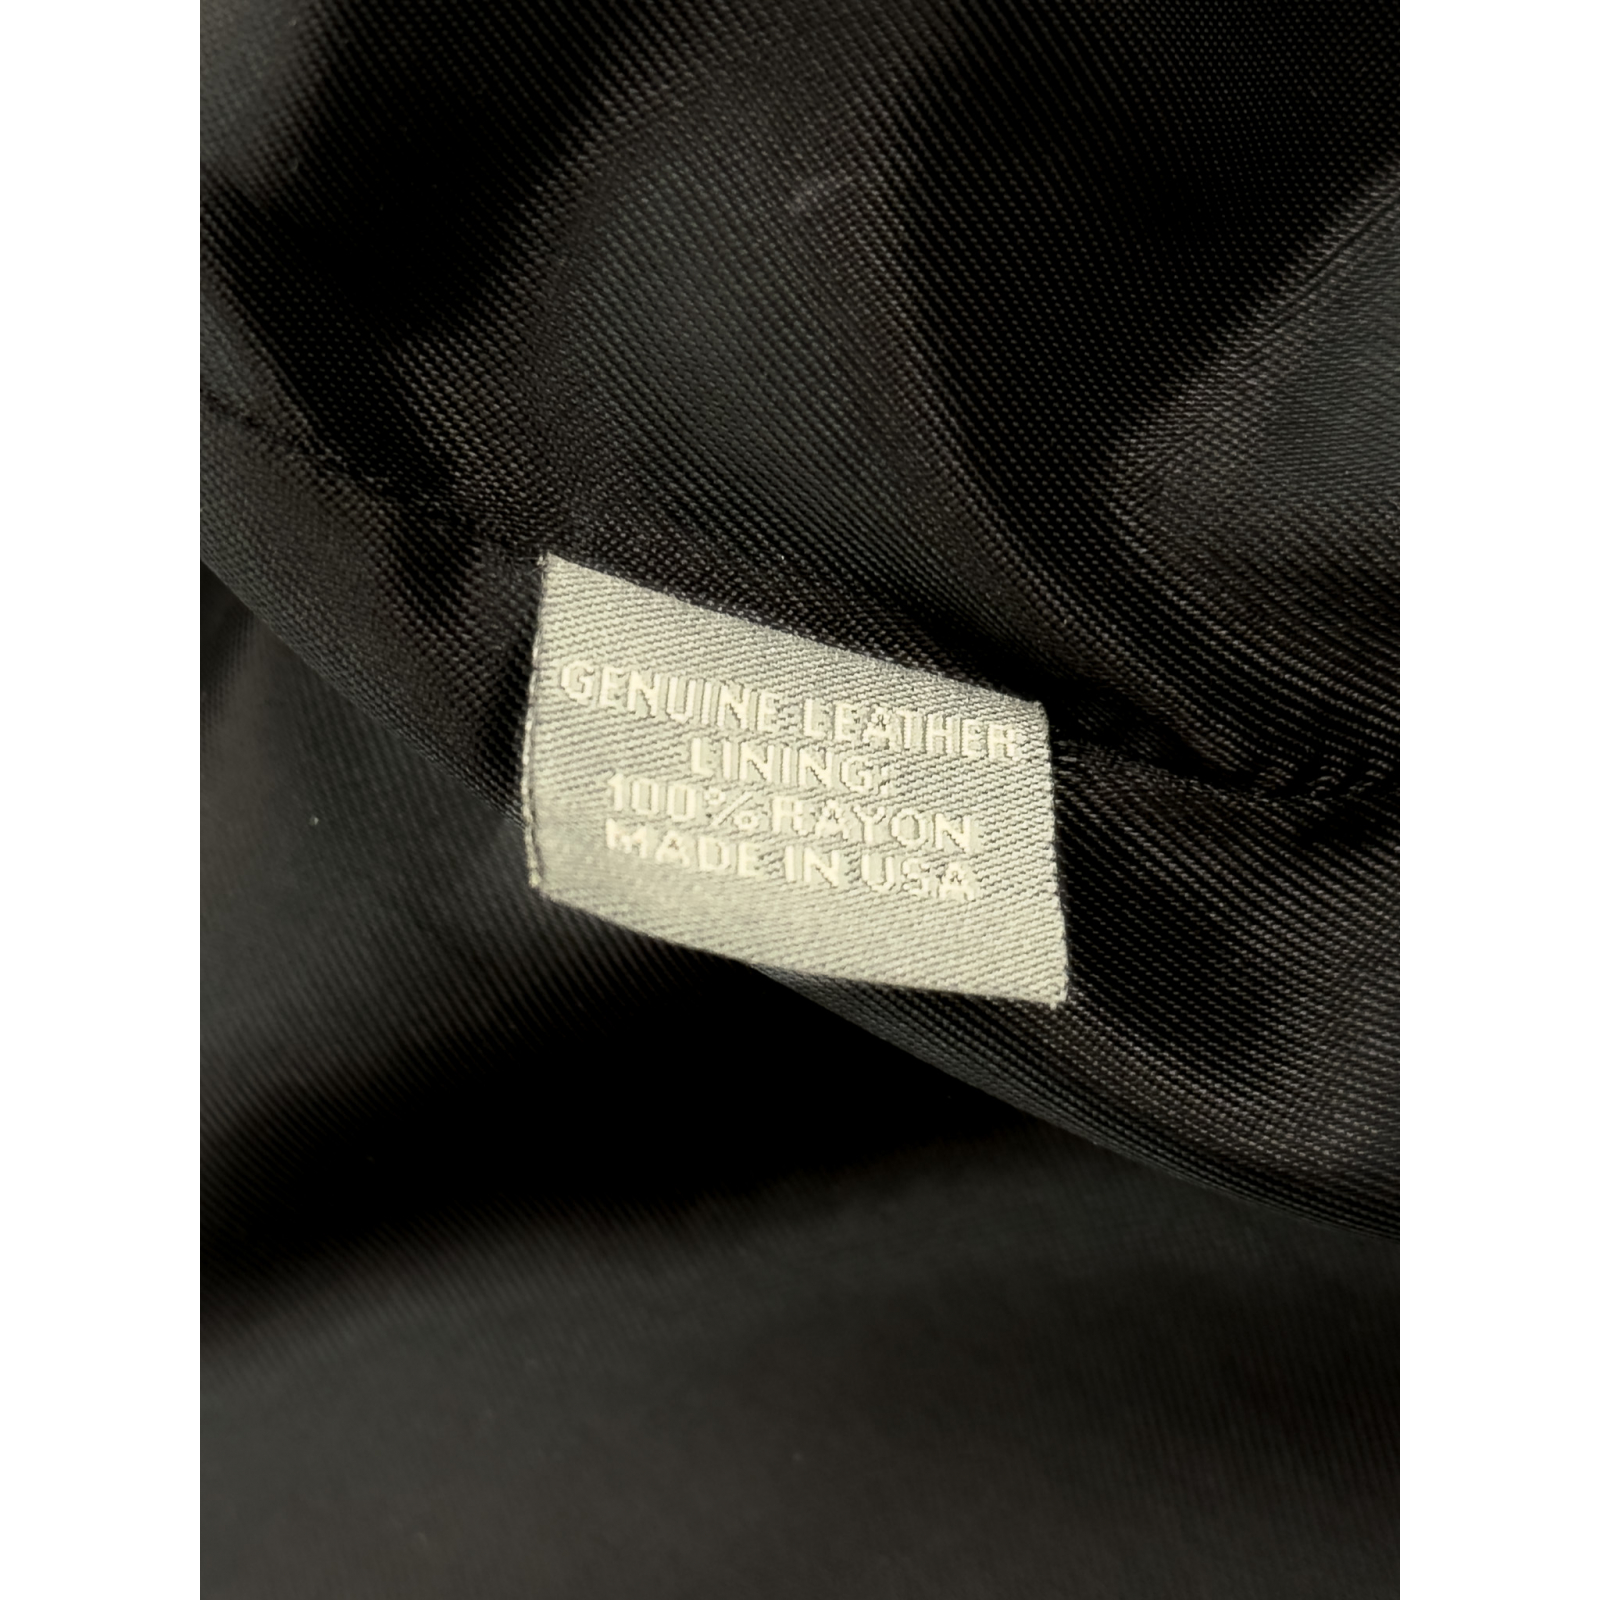 GENUINE LEATHER
LINING:
100% RAYON
MADE IN USA